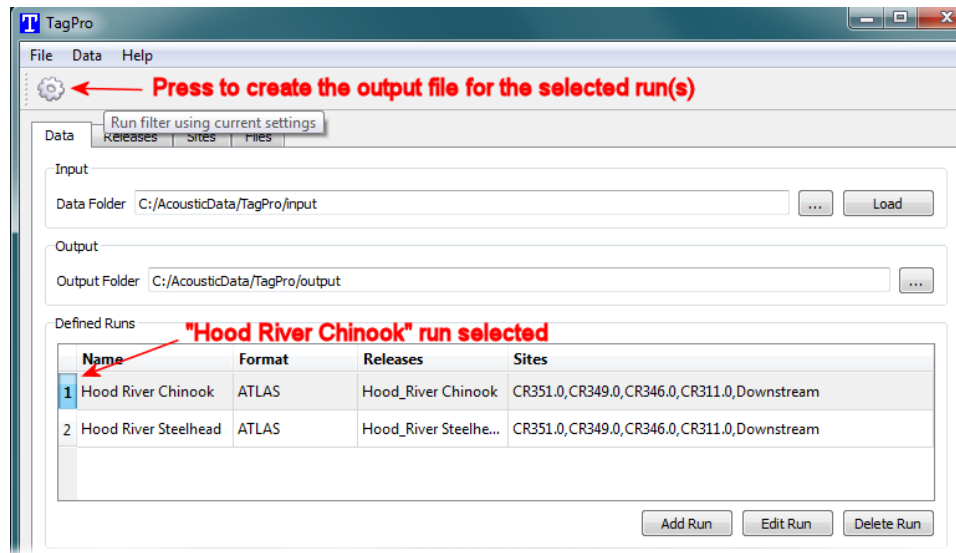 TagPro
File Data Help
Press to create the output file for the selected run(s)
Run filter using current settings
Data Releases Sites Files
Input
Data Folder C:/AcousticData/TagPro/input ... Load
Output
Output Folder C:/AcousticData/TagPro/output ...
Defined Runs
"Hood River Chinook" run selected
Name Format Releases Sites
1 Hood River Chinook ATLAS Hood_River Chinook CR351.0,CR349.0,CR346.0,CR311.0,Downstream
2 Hood River Steelhead ATLAS Hood_River Steelhe... CR351.0,CR349.0,CR346.0,CR311.0,Downstream
Add Run Edit Run Delete Run